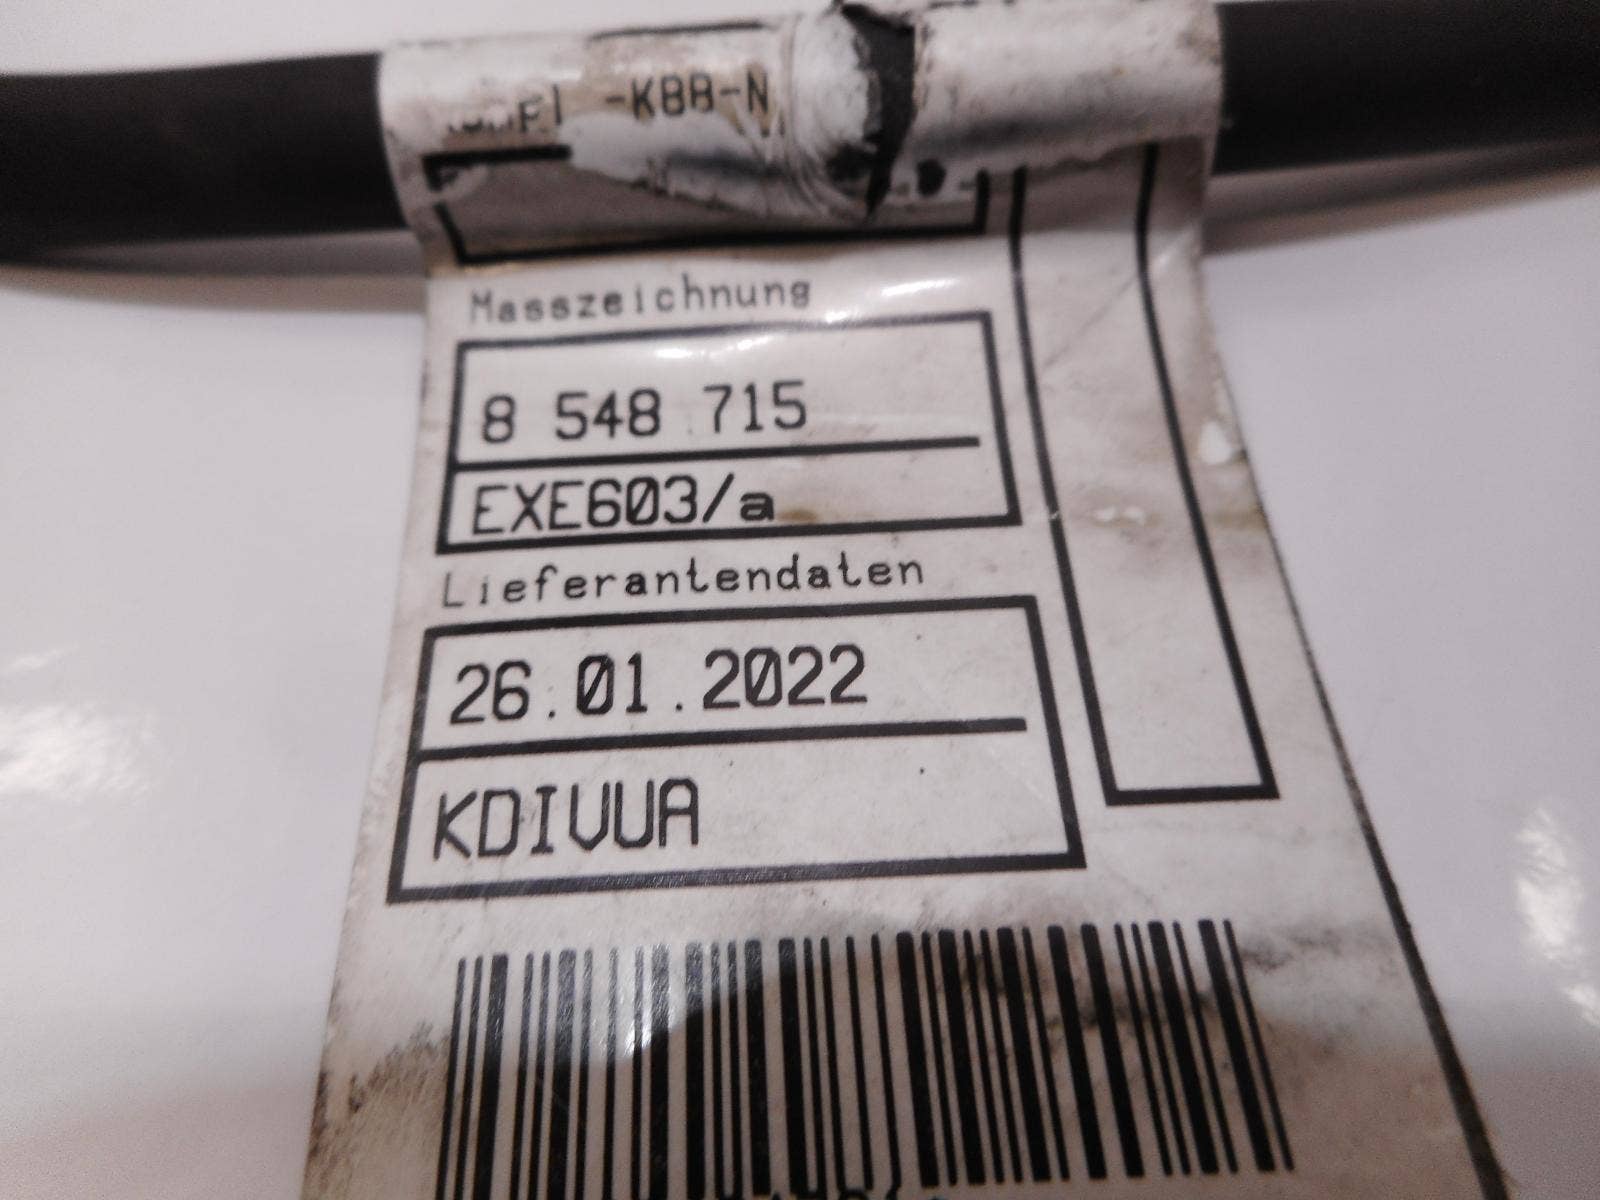 -KBB-N
Masszeichnung
8 548 715
EXE603/a
Lieferantendaten
26.01.2022
KDIVUA